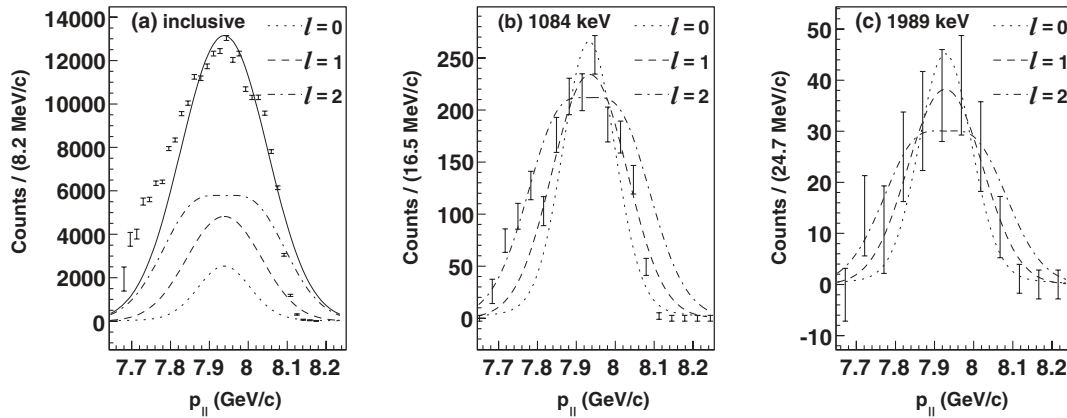 (a) inclusive
l = 0
l = 1
l = 2
14000
12000
10000
8000
6000
4000
2000
0
Counts / (8.2 MeV/c)
7.7 7.8 7.9 8 8.1 8.2
p|| (GeV/c)
(b) 1084 keV
l = 0
l = 1
l = 2
250
200
150
100
50
0
Counts / (16.5 MeV/c)
7.7 7.8 7.9 8 8.1 8.2
p|| (GeV/c)
(c) 1989 keV
l = 0
l = 1
l = 2
50
40
30
20
10
0
-10
Counts / (24.7 MeV/c)
7.7 7.8 7.9 8 8.1 8.2
p|| (GeV/c)